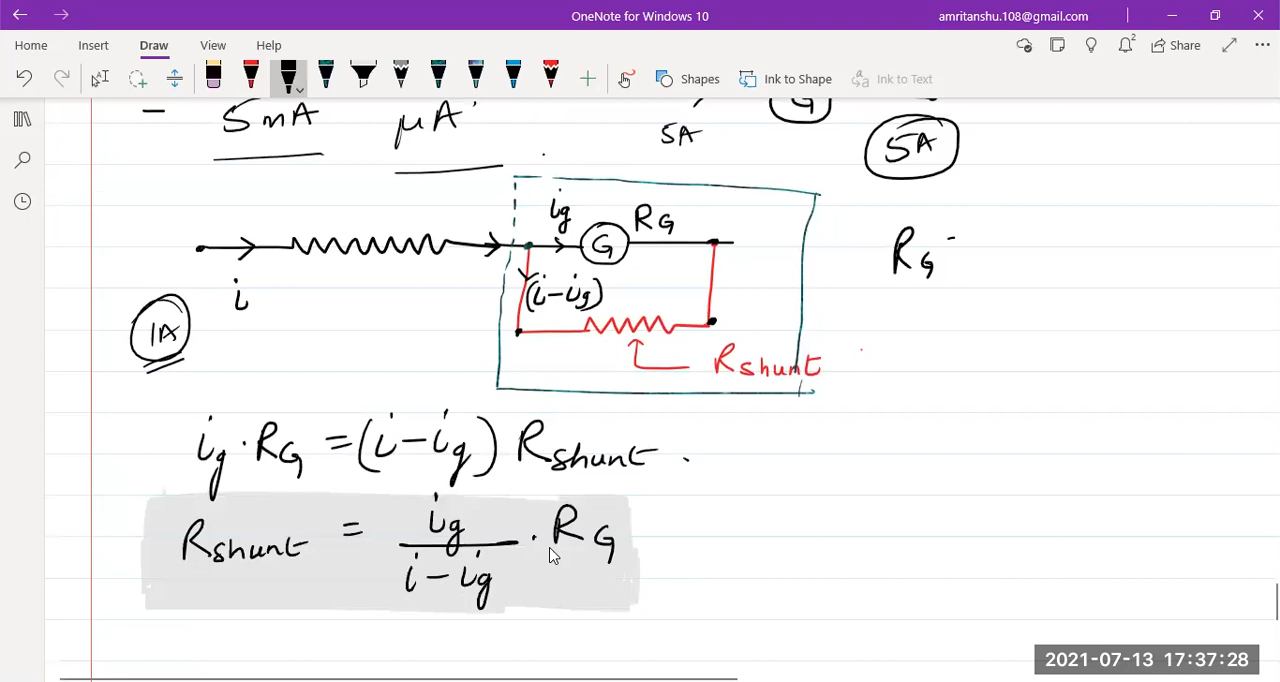 OneNote for Windows 10
amritanshu.108@gmail.com
Home Insert Draw View Help
Share
Shapes
Ink to Shape
Ink to Text
5mA μA
5A
G
5A
ig
G
RG
RG
i
(i-ig)
1A
Rshunt
ig · RG = (i-ig) Rshunt .
Rshunt = ig / i-ig · RG
2021-07-13 17:37:28